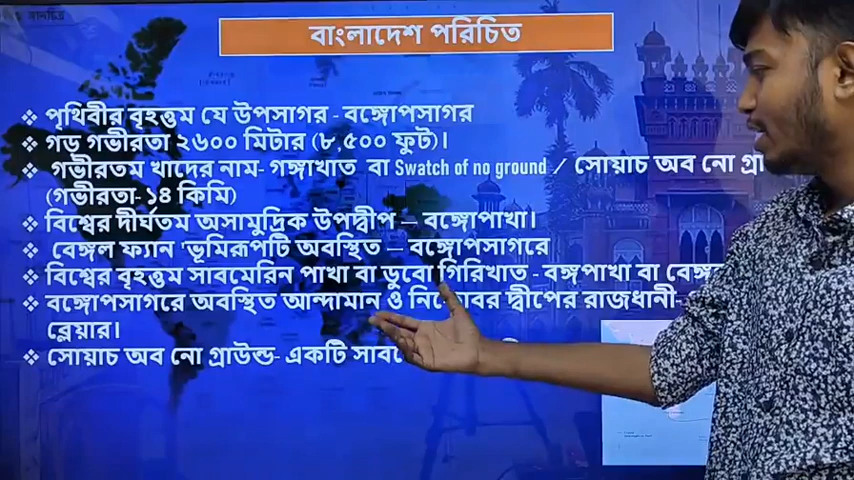 বাংলাদেশ পরিচিতি
❖ পৃথিবীর বৃহত্তম যে উপসাগর -বঙ্গোপসাগর
❖ গড় গভীরতা ২৬০০ মিটার (৮,৫০০ ফুট)।
❖ গভীরতম খাদের নাম- গঙ্গাখাত বা Swatch of no ground / সোয়াচ অব নো গ্রা
(গভীরতা- ১৪ কিমি)
❖ বিশ্বের দীর্ঘতম অসামুদ্রিক উপদ্বীপ – বঙ্গোপাখা।
❖ বেঙ্গল ফ্যান 'ভূমিরূপটি অবস্থিত – বঙ্গোপসাগরে
❖ বিশ্বের বৃহত্তম সাবমেরিন পাখা বা ডুবো গিরিখাত - বঙ্গপাখা বা বেঙ্গ
❖ বঙ্গোপসাগরে অবস্থিত আন্দামান ও নিকোবর দ্বীপের রাজধানী-
ব্লেয়ার।
❖ সোয়াচ অব নো গ্রাউন্ড- একটি সাবমে